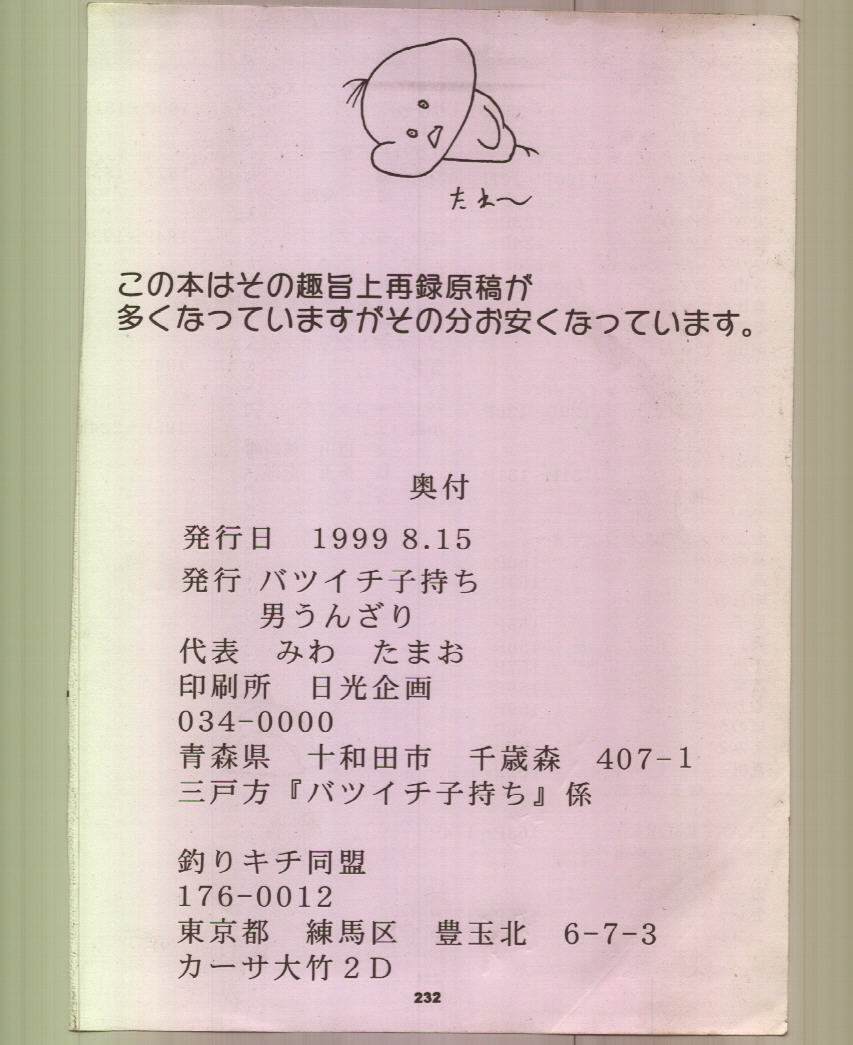 たれ〜
この本はその趣旨上再録原稿が
多くなっていますがその分お安くなっています。
奥付
発行日　1999 8.15
発行 バツイチ子持ち
男うんざり
代表　みわ　たまお
印刷所　日光企画
034-0000
青森県　十和田市　千歳森　407-1
三戸方『バツイチ子持ち』係
釣りキチ同盟
176-0012
東京都　練馬区　豊玉北　6-7-3
カーサ大竹２Ｄ
232